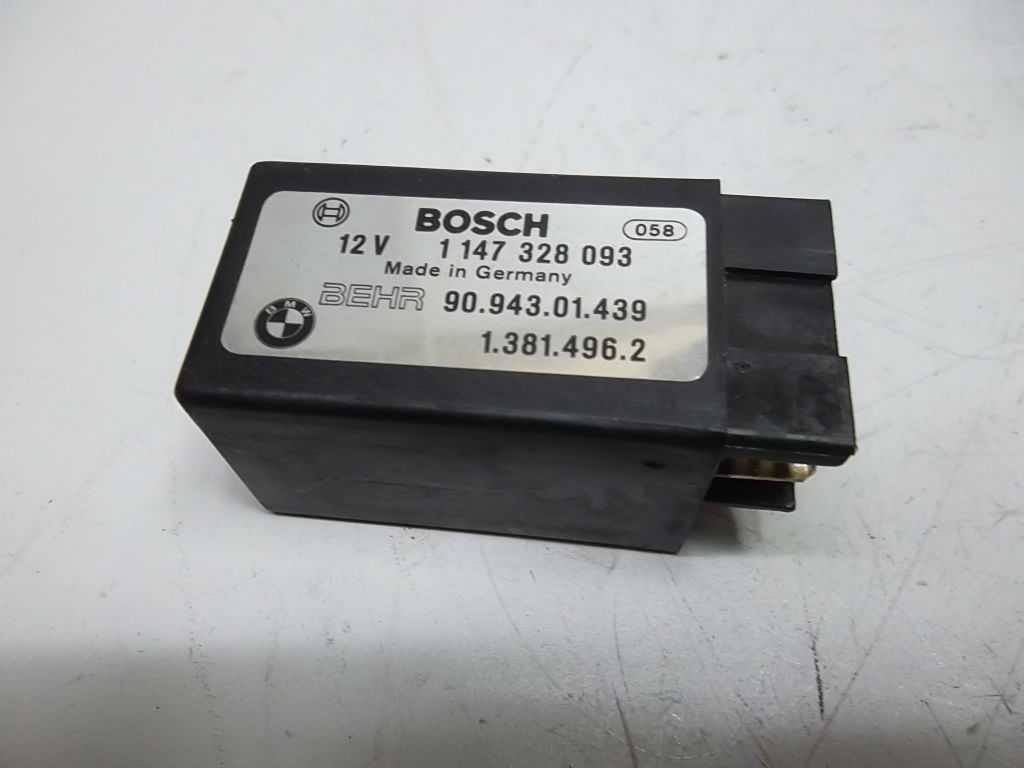 BOSCH 058
12 V 1 147 328 093
Made in Germany
BEHR 90.943.01.439
BMW 1.381.496.2